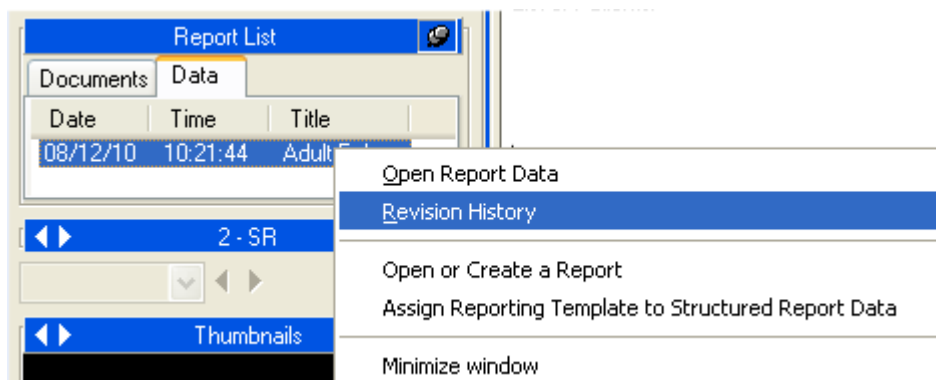 Report List
Documents Data
Date Time Title
08/12/10 10:21:44 Adult
Open Report Data
Revision History
2 - SR
Open or Create a Report
Assign Reporting Template to Structured Report Data
Thumbnails
Minimize window